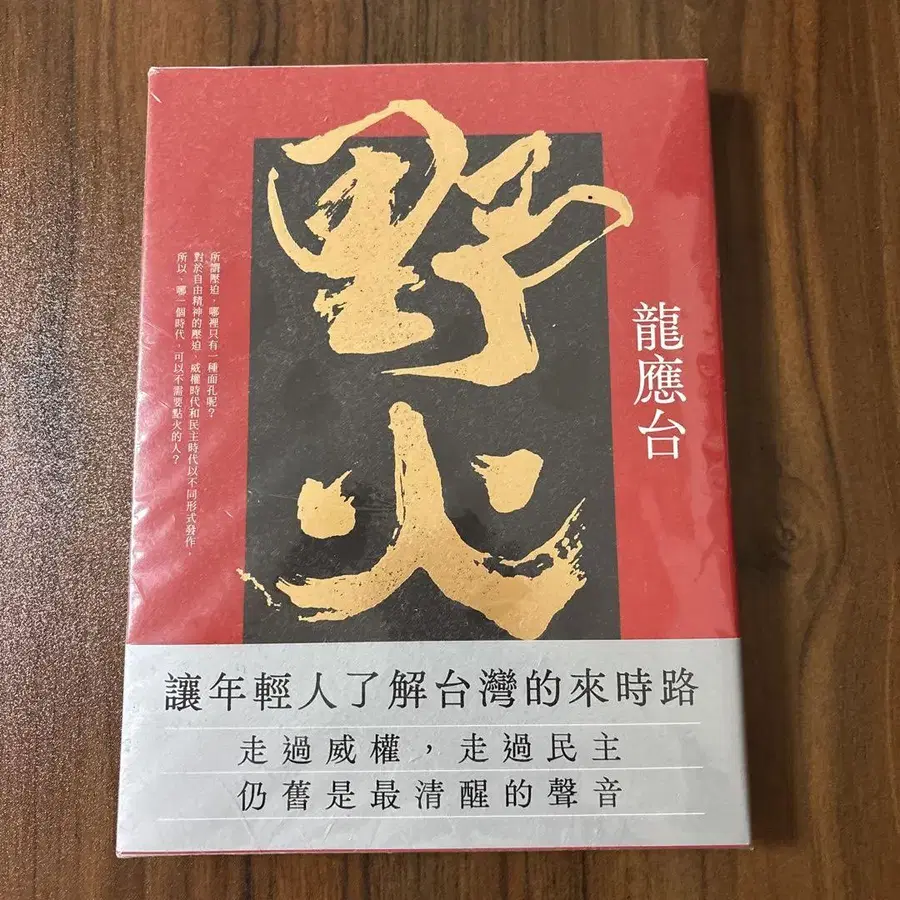 野火
龍應台
所謂壓迫，哪裡只有一種面孔呢？
對於自由精神的壓迫，威權時代和民主時代以不同形式發作，
所以，哪一個時代，可以不需要點火的人？
讓年輕人了解台灣的來時路
走過威權，走過民主
仍舊是最清醒的聲音